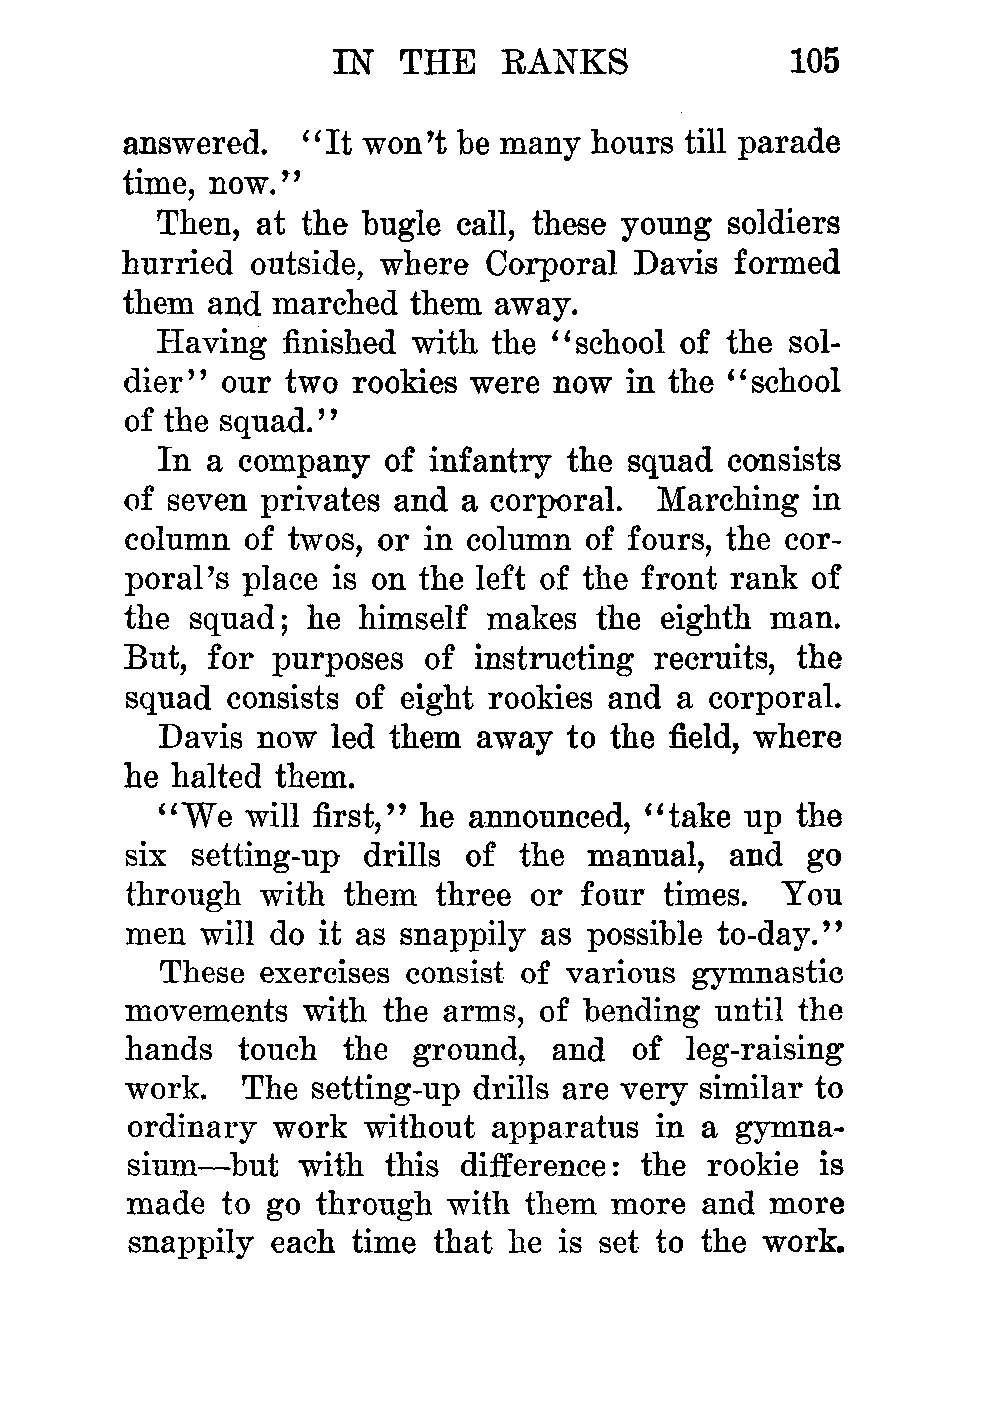 IN THE RANKS 105
answered. "It won't be many hours till parade
time, now."
Then, at the bugle call, these young soldiers
hurried outside, where Corporal Davis formed
them and marched them away.
Having finished with the "school of the sol-
dier" our two rookies were now in the "school
of the squad."
In a company of infantry the squad consists
of seven privates and a corporal. Marching in
column of twos, or in column of fours, the cor-
poral's place is on the left of the front rank of
the squad; he himself makes the eighth man.
But, for purposes of instructing recruits, the
squad consists of eight rookies and a corporal.
Davis now led them away to the field, where
he halted them.
"We will first," he announced, "take up the
six setting-up drills of the manual, and go
through with them three or four times. You
men will do it as snappily as possible to-day."
These exercises consist of various gymnastic
movements with the arms, of bending until the
hands touch the ground, and of leg-raising
work. The setting-up drills are very similar to
ordinary work without apparatus in a gymna-
sium—but with this difference: the rookie is
made to go through with them more and more
snappily each time that he is set to the work.